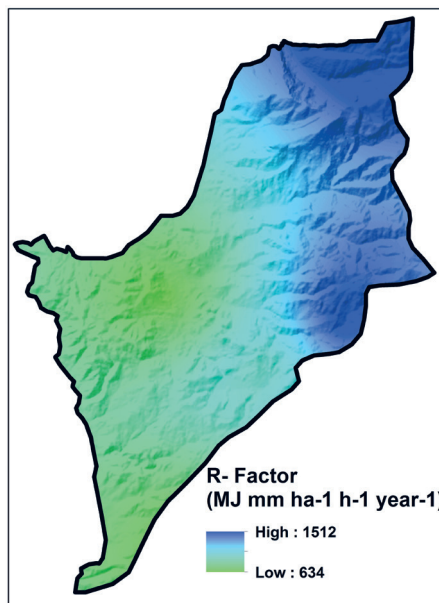 R- Factor
(MJ mm ha-1 h-1 year-1)
High : 1512
Low : 634